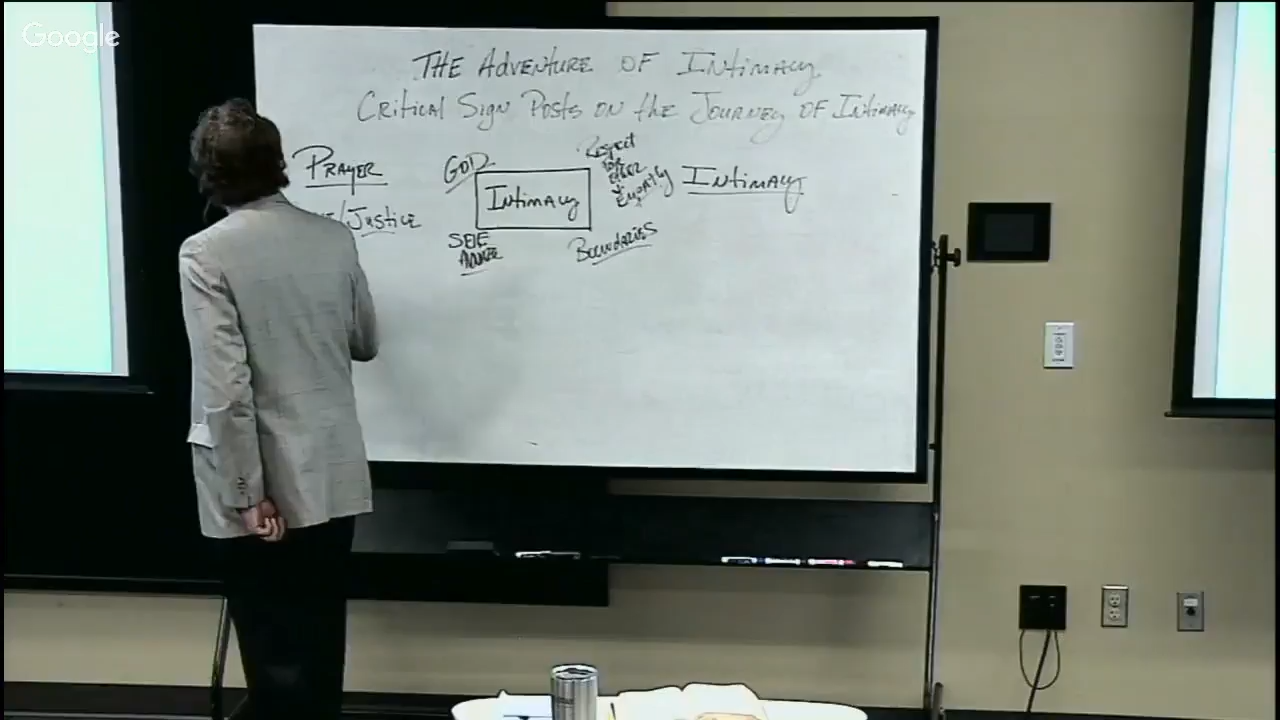 Google
THE ADVENTURE OF INTIMACY
CRITICAL SIGN POSTS ON the JOURNEY OF INTIMACY
PRAYER
/JUSTICE
GOD
INTIMACY
Respect
FOR
OTHER
+
EMPATHY
INTIMACY
SELF
BOUNDARIES